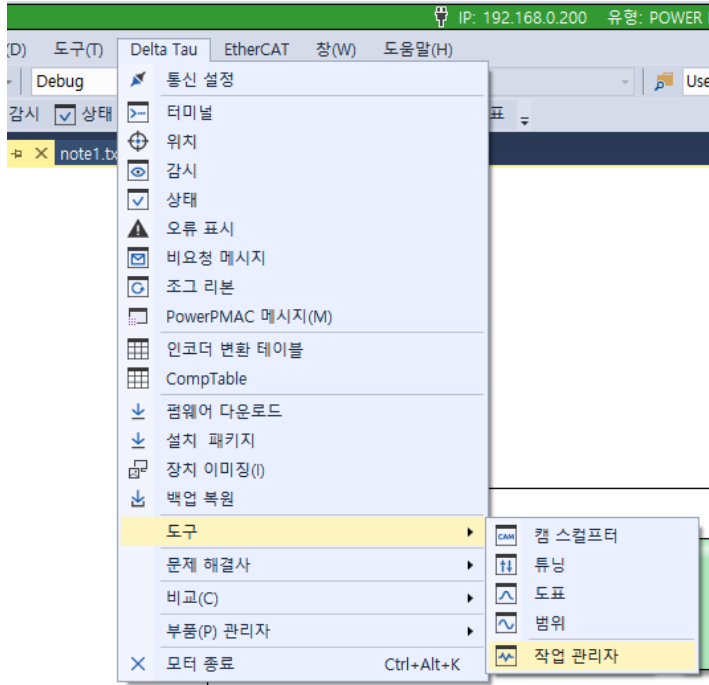 IP: 192.168.0.200 유형: POWER
(D) 도구(T) Delta Tau EtherCAT 창(W) 도움말(H)
Debug
Use
감시 상태
표
note1.tx
통신 설정
터미널
위치
감시
상태
오류 표시
비요청 메시지
조그 리본
PowerPMAC 메시지(M)
인코더 변환 테이블
CompTable
펌웨어 다운로드
설치 패키지
장치 이미징(I)
백업 복원
도구
문제 해결사
비교(C)
부품(P) 관리자
모터 종료 Ctrl+Alt+K
CAM 캠 스컬프터
튜닝
도표
범위
작업 관리자